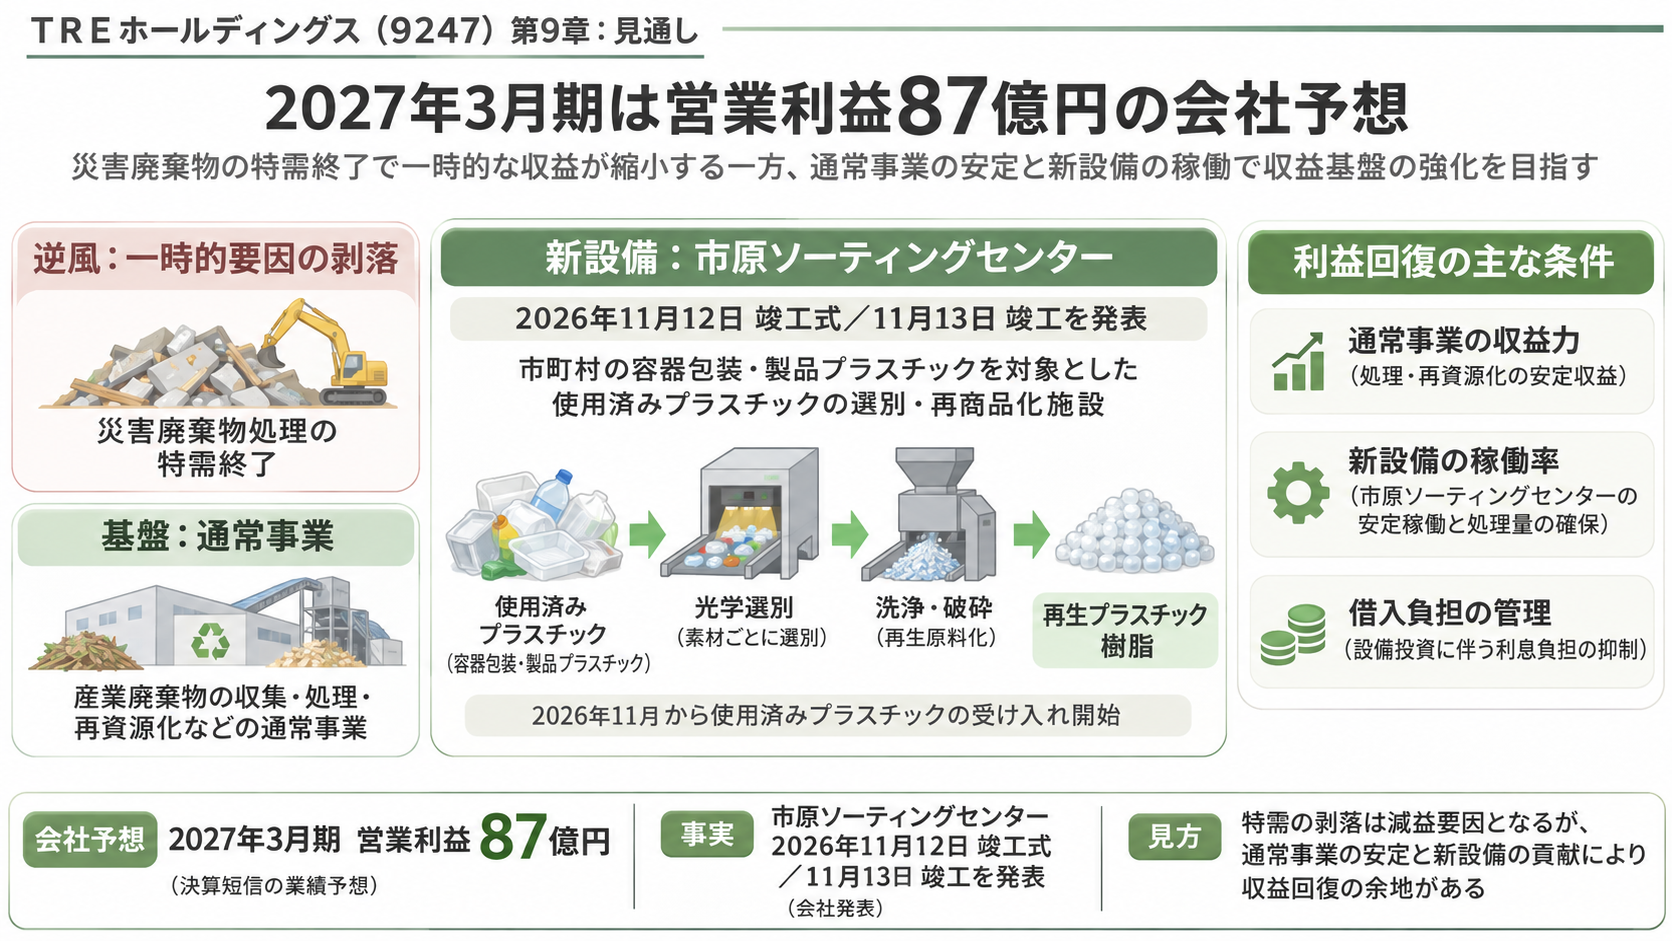 TREホールディングス（9247）第9章：見通し
2027年3月期は営業利益87億円の会社予想
災害廃棄物の特需終了で一時的な収益が縮小する一方、通常事業の安定と新設備の稼働で収益基盤の強化を目指す
逆風：一時的要因の剥落
災害廃棄物処理の
特需終了
基盤：通常事業
産業廃棄物の収集・処理・
再資源化などの通常事業
新設備：市原ソーティングセンター
2026年11月12日 竣工式／11月13日 竣工を発表
市町村の容器包装・製品プラスチックを対象とした
使用済みプラスチックの選別・再商品化施設
使用済み
プラスチック
（容器包装・製品プラスチック）
光学選別
（素材ごとに選別）
洗浄・破砕
（再生原料化）
再生プラスチック
樹脂
2026年11月から使用済みプラスチックの受け入れ開始
利益回復の主な条件
通常事業の収益力
（処理・再資源化の安定収益）
新設備の稼働率
（市原ソーティングセンターの
安定稼働と処理量の確保）
借入負担の管理
（設備投資に伴う利息負担の抑制）
会社予想
2027年3月期 営業利益 87億円
（決算短信の業績予想）
事実
市原ソーティングセンター
2026年11月12日 竣工式
／11月13日 竣工を発表
（会社発表）
見方
特需の剥落は減益要因となるが、
通常事業の安定と新設備の貢献により
収益回復の余地がある